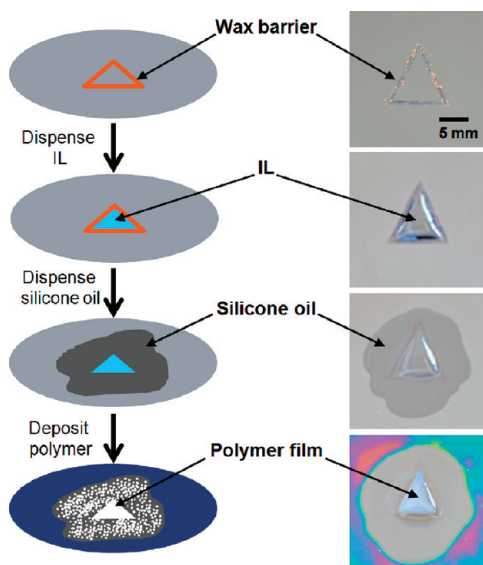 Wax barrier
5 mm
Dispense
IL
IL
Dispense
silicone oil
Silicone oil
Deposit
polymer
Polymer film